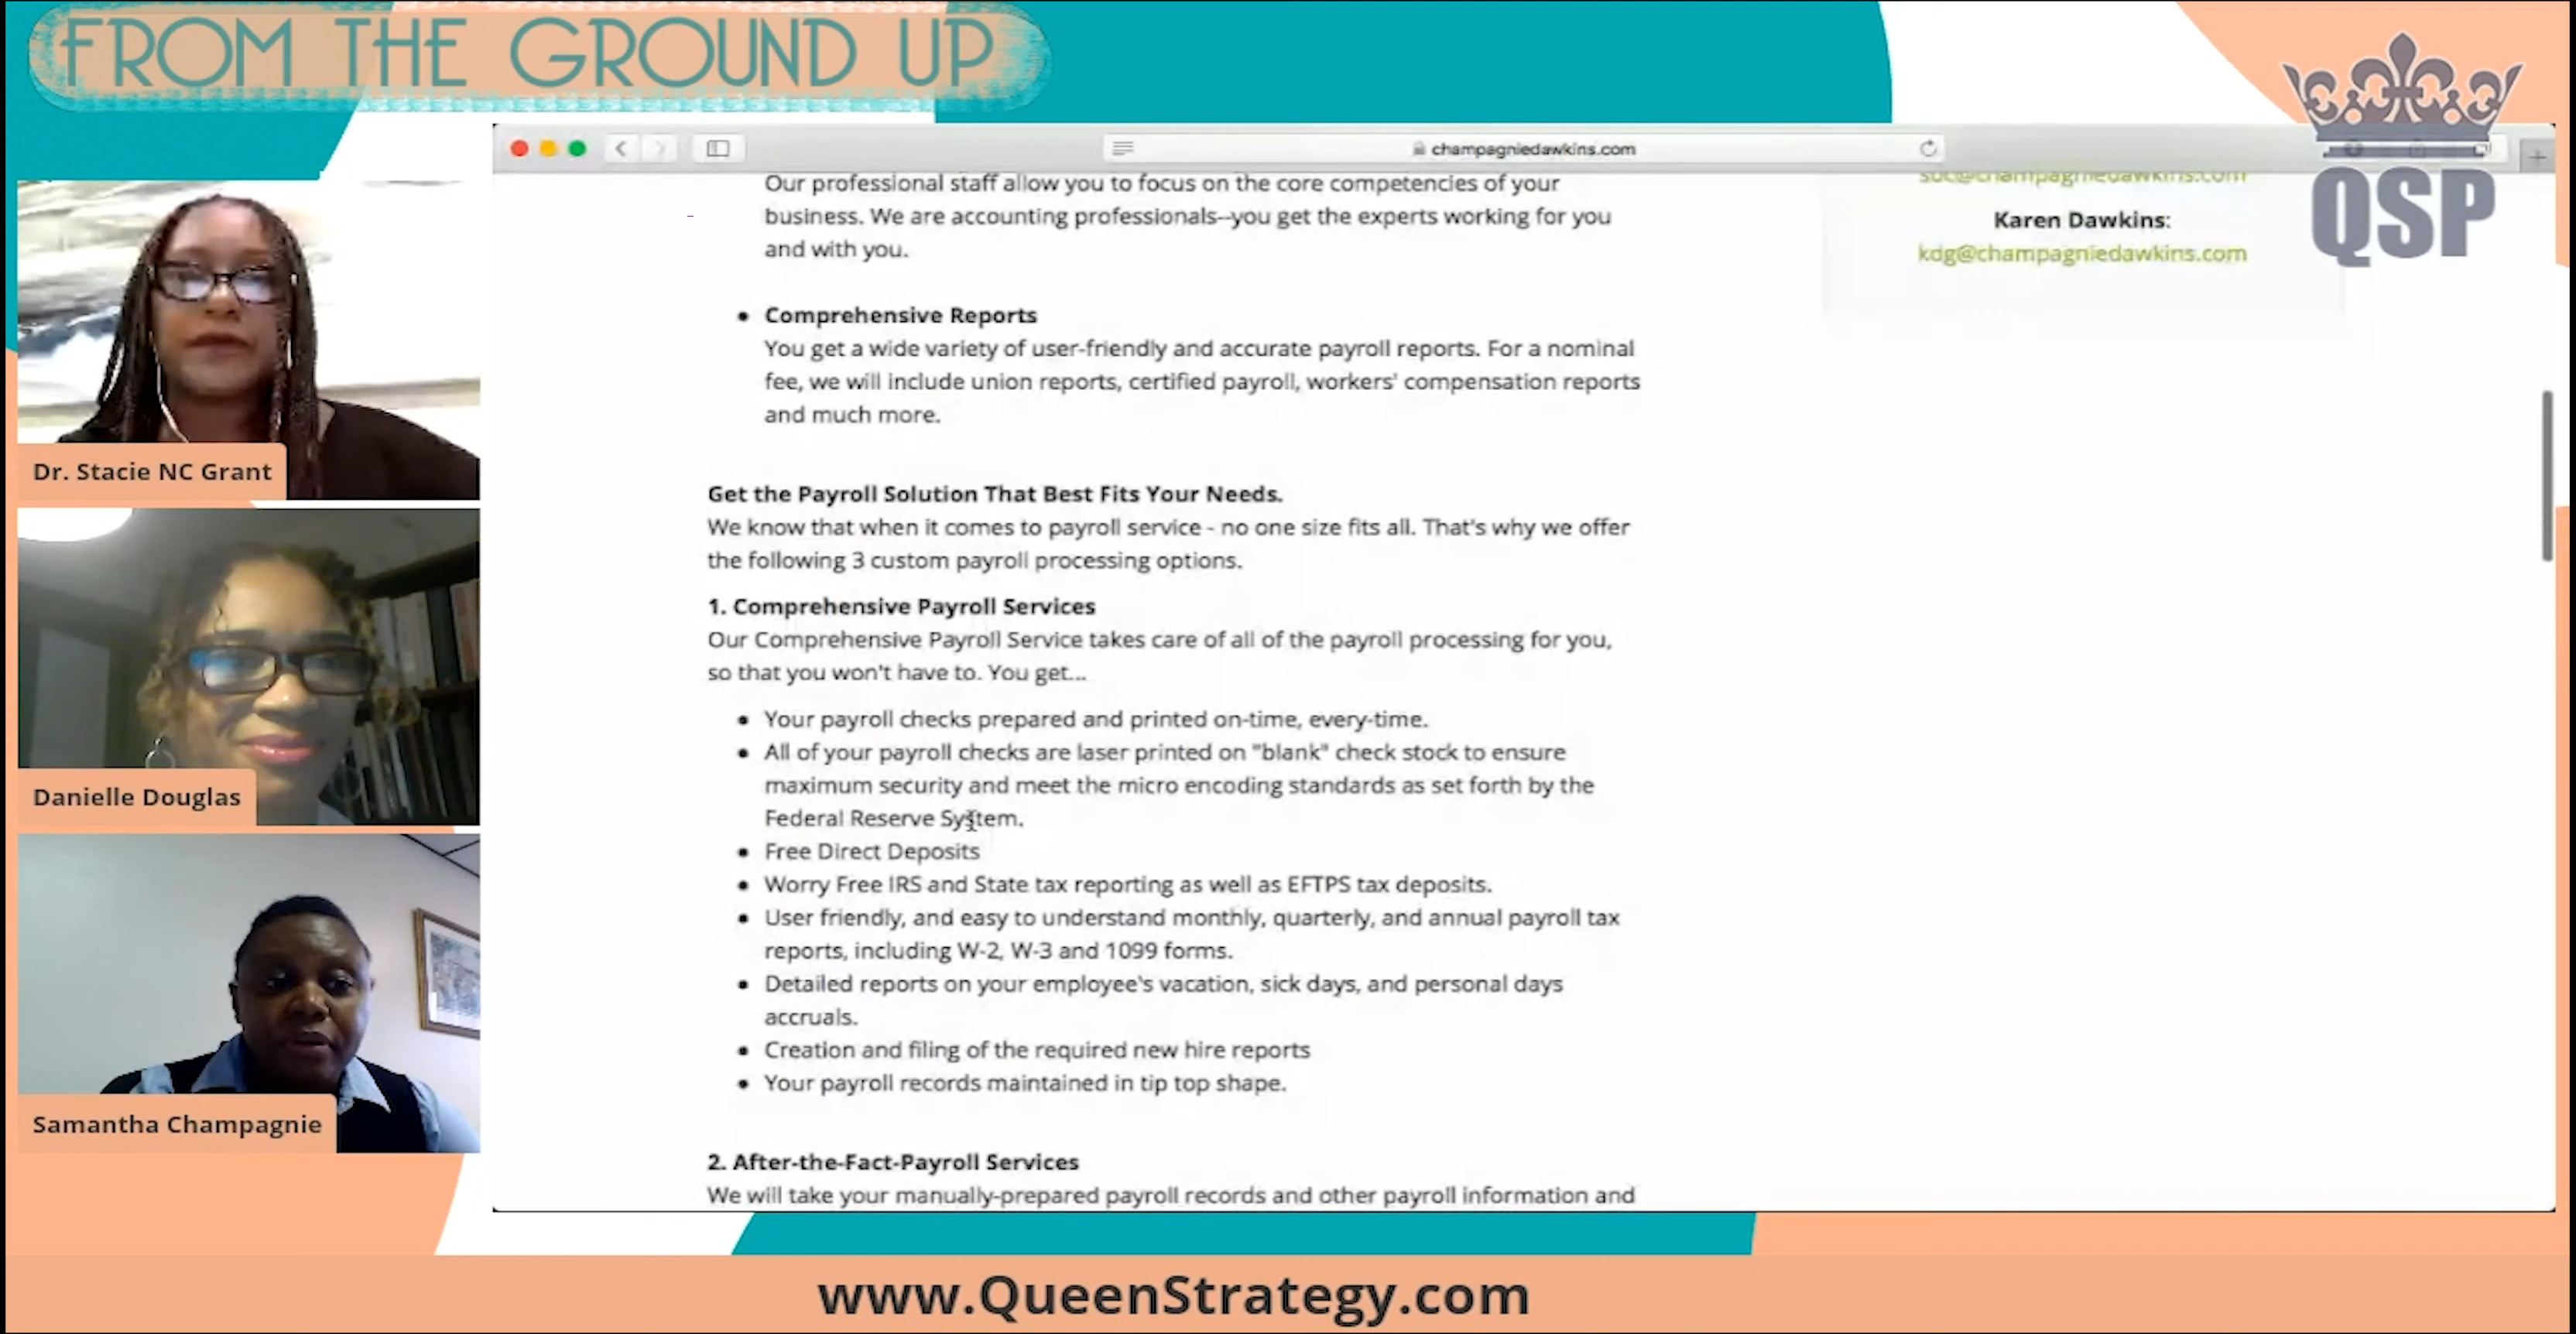 FROM THE GROUND UP
QSP
champagniedawkins.com
Our professional staff allow you to focus on the core competencies of your
business. We are accounting professionals--you get the experts working for you
and with you.
• Comprehensive Reports
You get a wide variety of user-friendly and accurate payroll reports. For a nominal
fee, we will include union reports, certified payroll, workers' compensation reports
and much more.
Get the Payroll Solution That Best Fits Your Needs.
We know that when it comes to payroll service - no one size fits all. That's why we offer
the following 3 custom payroll processing options.
1. Comprehensive Payroll Services
Our Comprehensive Payroll Service takes care of all of the payroll processing for you,
so that you won't have to. You get...
• Your payroll checks prepared and printed on-time, every-time.
• All of your payroll checks are laser printed on "blank" check stock to ensure
maximum security and meet the micro encoding standards as set forth by the
Federal Reserve System.
• Free Direct Deposits
• Worry Free IRS and State tax reporting as well as EFTPS tax deposits.
• User friendly, and easy to understand monthly, quarterly, and annual payroll tax
reports, including W-2, W-3 and 1099 forms.
• Detailed reports on your employee's vacation, sick days, and personal days
accruals.
• Creation and filing of the required new hire reports
• Your payroll records maintained in tip top shape.
2. After-the-Fact-Payroll Services
We will take your manually-prepared payroll records and other payroll information and
Karen Dawkins:
kdg@champagniedawkins.com
Dr. Stacie NC Grant
Danielle Douglas
Samantha Champagnie
www.QueenStrategy.com